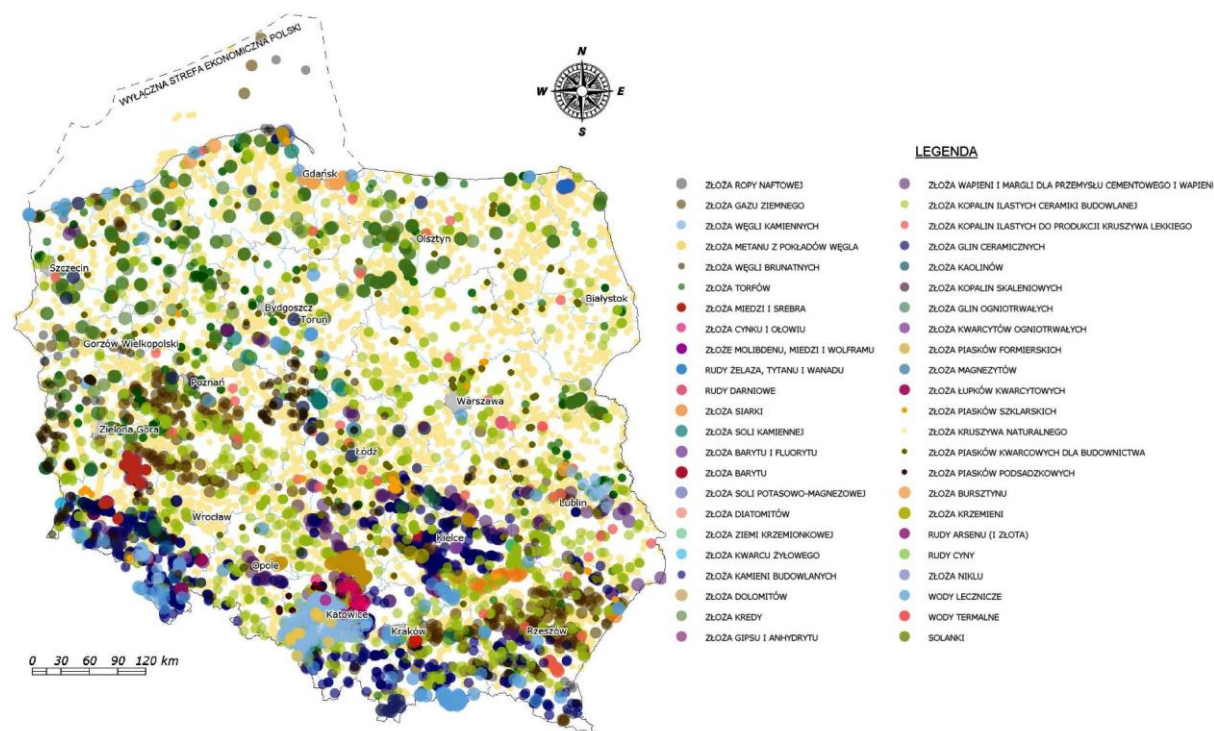 WYŁĄCZNA STREFA EKONOMICZNA POLSKI
N
W E
S
Gdańsk
Olsztyn
Szczecin
Bydgoszcz
Białystok
Toruń
Gorzów Wielkopolski
Poznań
Warszawa
Zielona Góra
Łódź
Lublin
Wrocław
Kielce
Opole
Katowice
Kraków
Rzeszów
0 30 60 90 120 km
LEGENDA
ZŁOŻA ROPY NAFTOWEJ
ZŁOŻA GAZU ZIEMNEGO
ZŁOŻA WĘGLI KAMIENNYCH
ZŁOŻA METANU Z POKŁADÓW WĘGLA
ZŁOŻA WĘGLI BRUNATNYCH
ZŁOŻA TORFÓW
ZŁOŻA MIEDZI I SREBRA
ZŁOŻA CYNKU I OŁOWIU
ZŁOŻE MOLIBDENU, MIEDZI I WOLFRAMU
RUDY ŻELAZA, TYTANU I WANADU
RUDY DARNIOWE
ZŁOŻA SIARKI
ZŁOŻA SOLI KAMIENNEJ
ZŁOŻA BARYTU I FLUORYTU
ZŁOŻA BARYTU
ZŁOŻA SOLI POTASOWO-MAGNEZOWEJ
ZŁOŻA DIATOMITÓW
ZŁOŻA ZIEMI KRZEMIONKOWEJ
ZŁOŻA KWARCU ŻYŁOWEGO
ZŁOŻA KAMIENI BUDOWLANYCH
ZŁOŻA DOLOMITÓW
ZŁOŻA KREDY
ZŁOŻA GIPSU I ANHYDRYTU
ZŁOŻA WAPIENI I MARGLI DLA PRZEMYSŁU CEMENTOWEGO I WAPIENI
ZŁOŻA KOPALIN ILASTYCH CERAMIKI BUDOWLANEJ
ZŁOŻA KOPALIN ILASTYCH DO PRODUKCJI KRUSZYWA LEKKIEGO
ZŁOŻA GLIN CERAMICZNYCH
ZŁOŻA KAOLINÓW
ZŁOŻA KOPALIN SKALENIOWYCH
ZŁOŻA GLIN OGNIOTRWAŁYCH
ZŁOŻA KWARCYTÓW OGNIOTRWAŁYCH
ZŁOŻA PIASKÓW FORMIERSKICH
ZŁOŻA MAGNEZYTÓW
ZŁOŻA ŁUPKÓW KWARCYTOWYCH
ZŁOŻA PIASKÓW SZKLARSKICH
ZŁOŻA KRUSZYWA NATURALNEGO
ZŁOŻA PIASKÓW KWARCOWYCH DLA BUDOWNICTWA
ZŁOŻA PIASKÓW PODSADZKOWYCH
ZŁOŻA BURSZTYNU
ZŁOŻA KRZEMIENI
RUDY ARSENU (I ZŁOTA)
RUDY CYNY
ZŁOŻA NIKLU
WODY LECZNICZE
WODY TERMALNE
SOLANKI